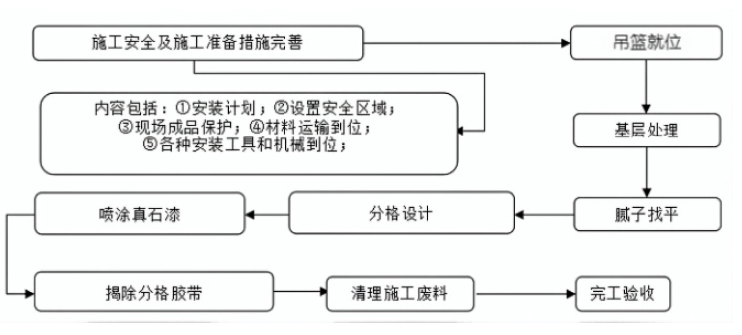 施工安全及施工准备措施完善
吊篮就位
内容包括：①安装计划；②设置安全区域；
③现场成品保护；④材料运输到位；
⑤各种安装工具和机械到位；
基层处理
腻子找平
分格设计
喷涂真石漆
揭除分格胶带
清理施工废料
完工验收